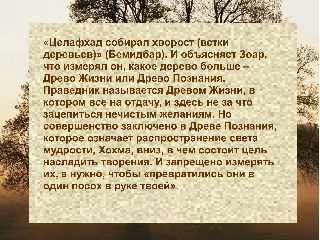 «Целафхад собирал хворост (ветки
деревьев)» (Бемидбар). И объясняет Зоар,
что измерял он, какое дерево больше –
Древо Жизни или Древо Познания.
Праведник называется Древом Жизни, в
котором все на отдачу, и здесь не за что
зацепиться нечистым желаниям. Но
совершенство заключено в Древе Познания,
которое означает распространение света
мудрости, Хохма, вниз, в чем состоит цель
насладить творения. И запрещено измерять
их, а нужно, чтобы «превратились они в
один посох в руке твоей».